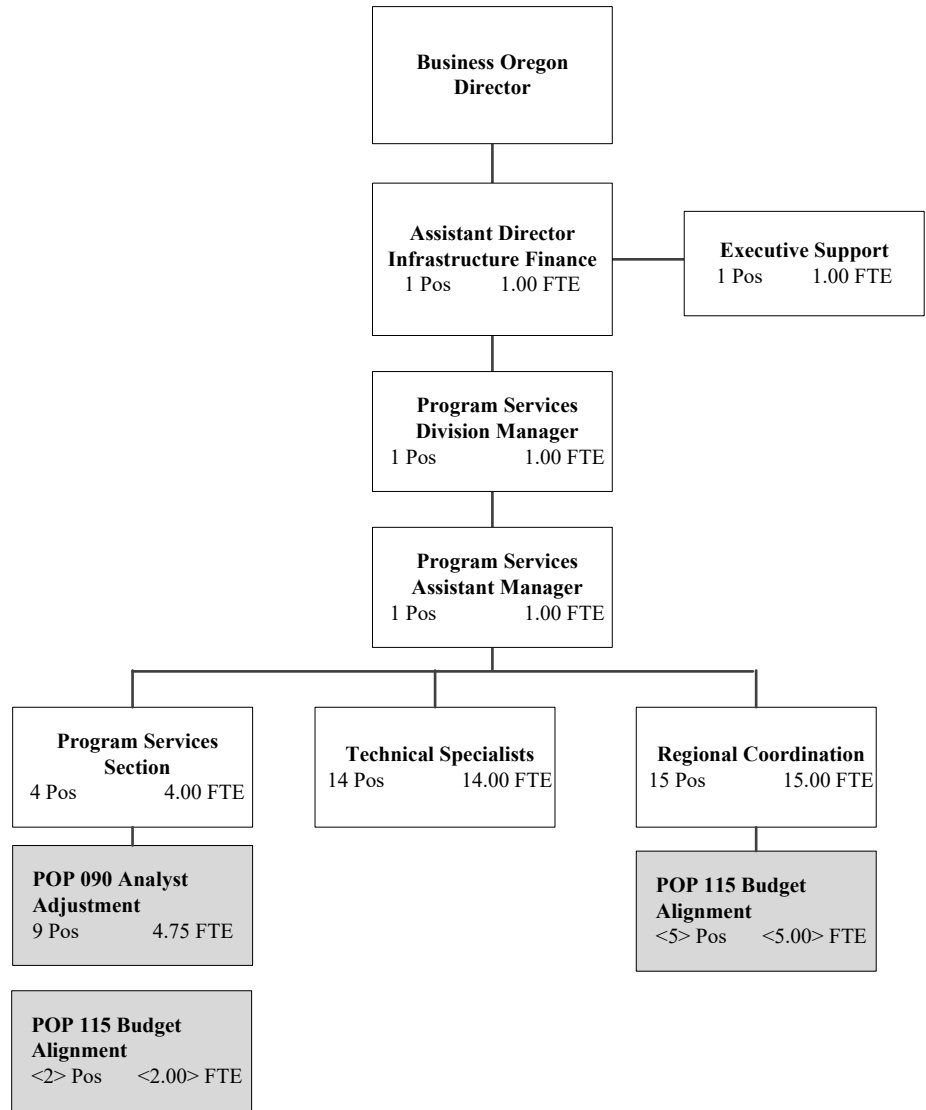 Business Oregon
Director
Assistant Director
Infrastructure Finance
1 Pos 1.00 FTE
Executive Support
1 Pos 1.00 FTE
Program Services
Division Manager
1 Pos 1.00 FTE
Program Services
Assistant Manager
1 Pos 1.00 FTE
Program Services
Section
4 Pos 4.00 FTE
Technical Specialists
14 Pos 14.00 FTE
Regional Coordination
15 Pos 15.00 FTE
POP 090 Analyst
Adjustment
9 Pos 4.75 FTE
POP 115 Budget
Alignment
<5> Pos <5.00> FTE
POP 115 Budget
Alignment
<2> Pos <2.00> FTE